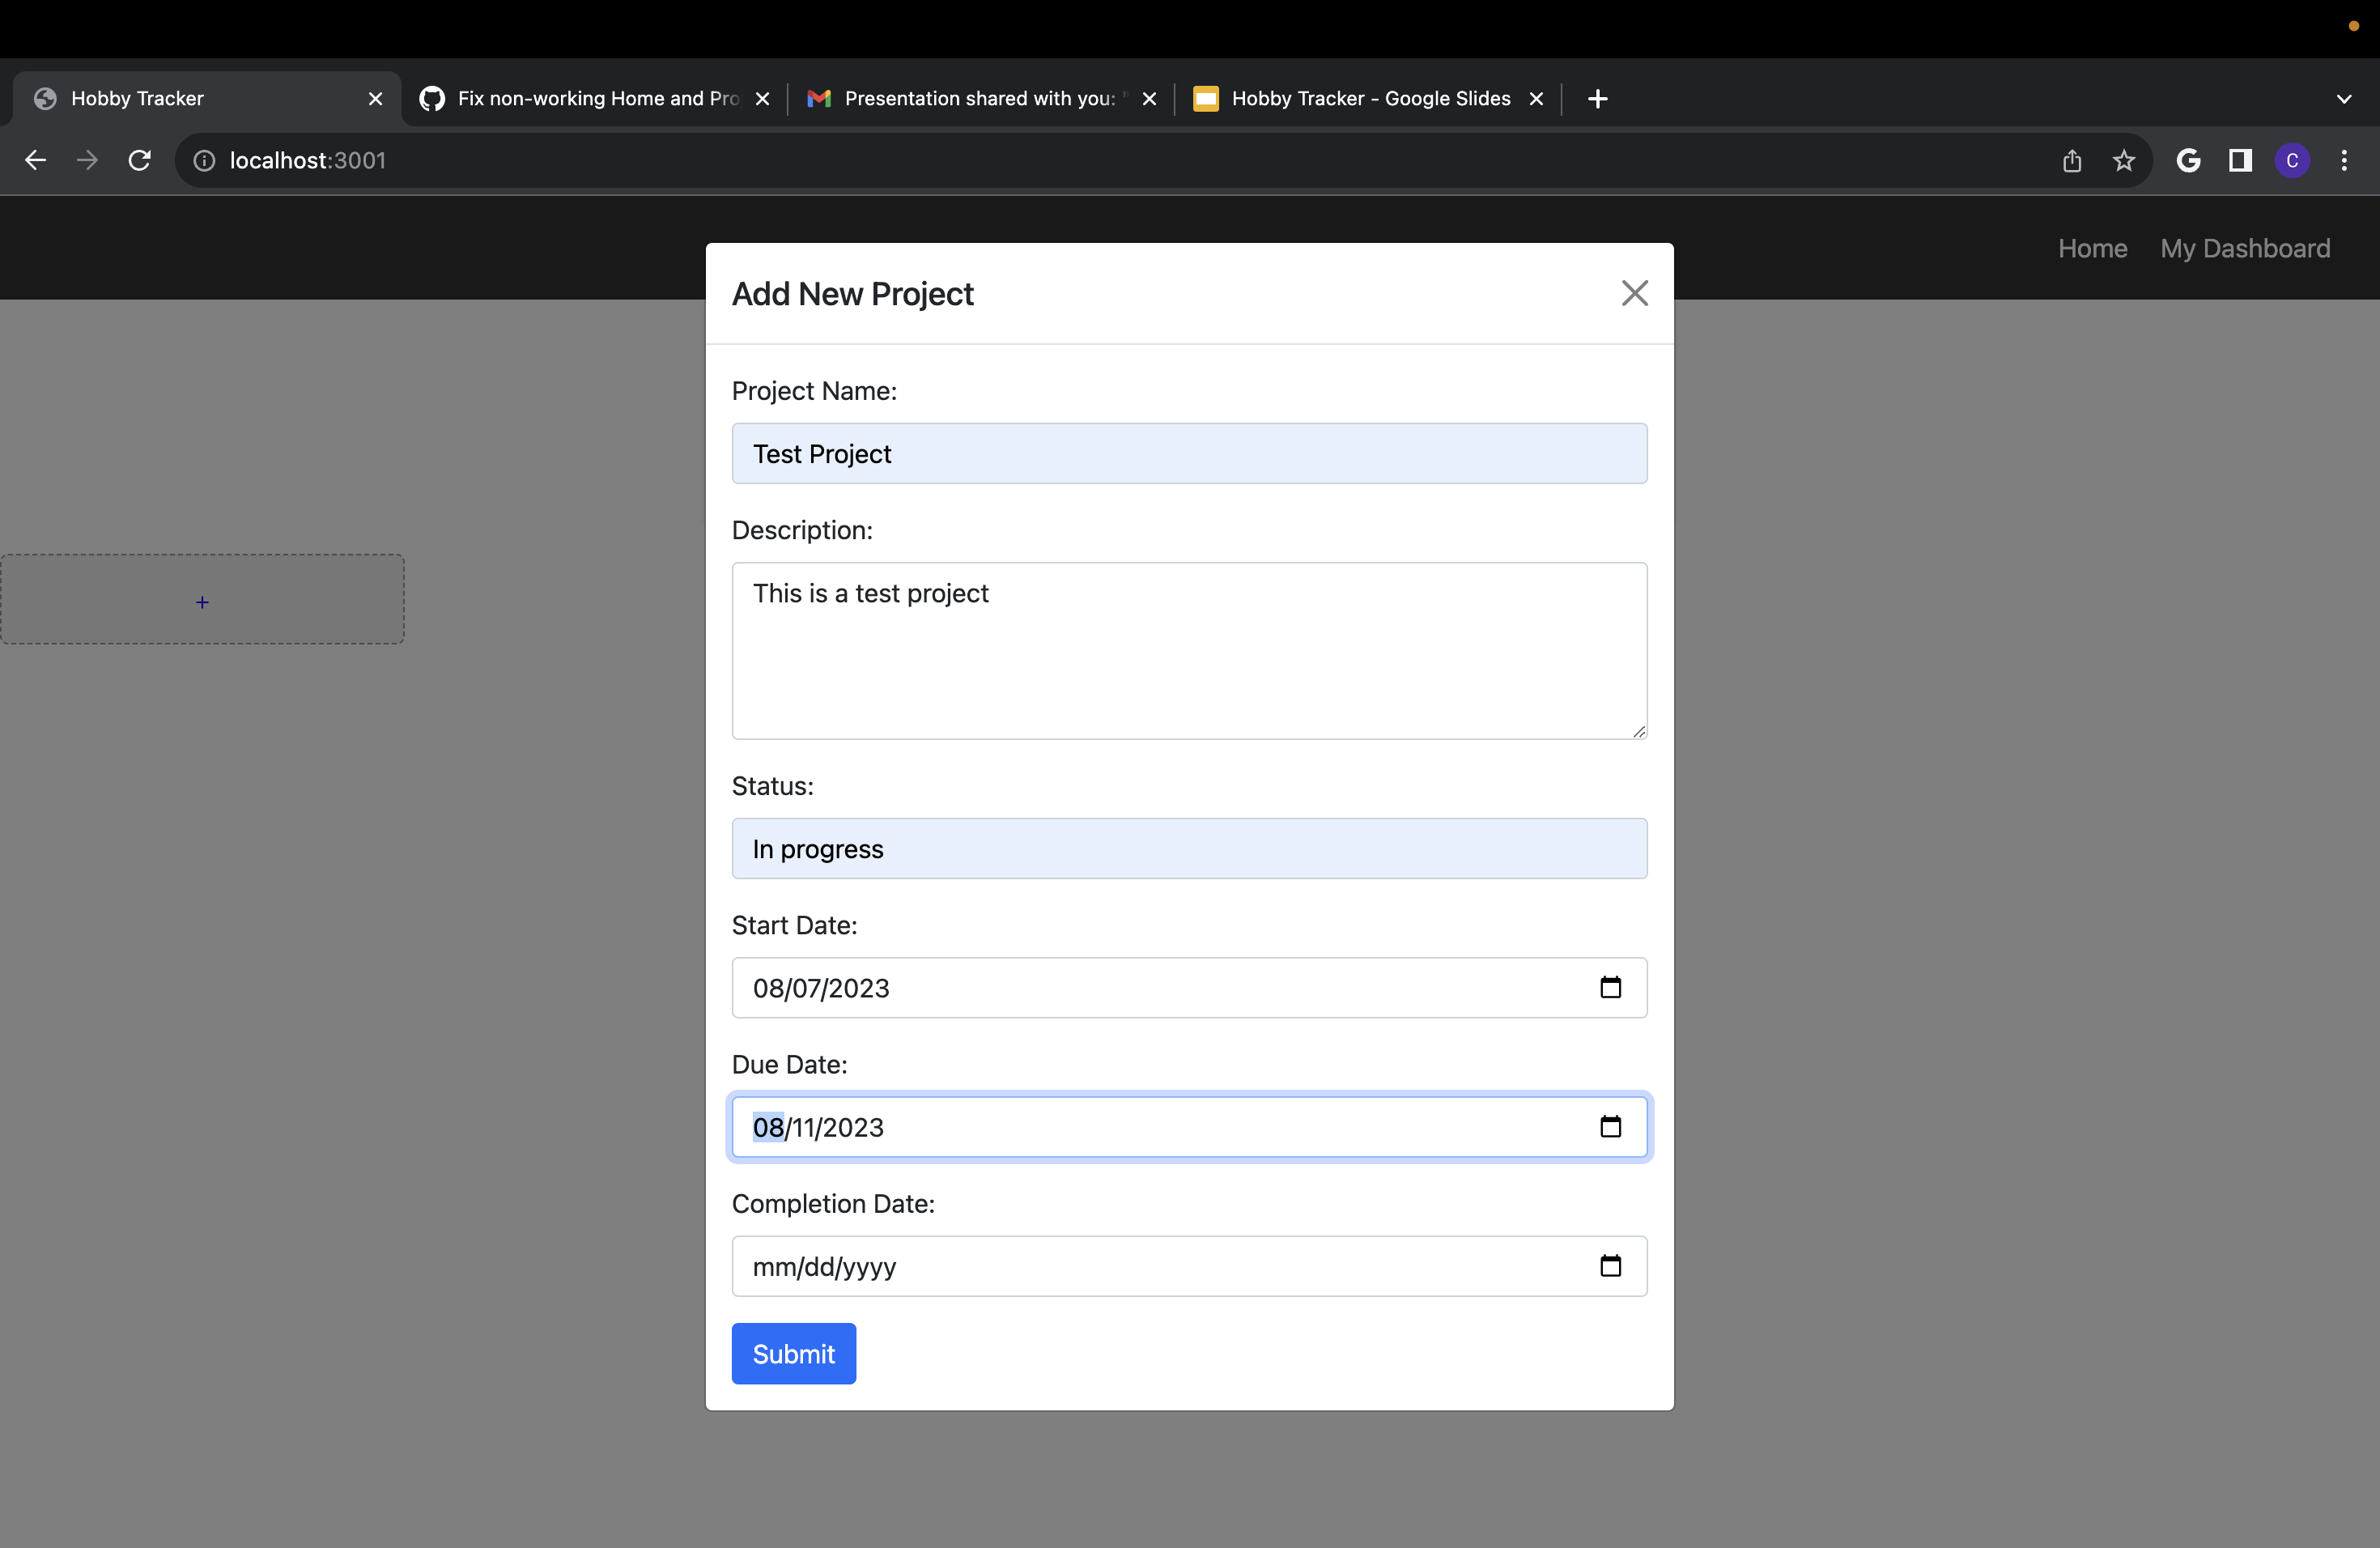 Hobby Tracker
Fix non-working Home and Pro
Presentation shared with you: "
Hobby Tracker - Google Slides
localhost:3001
C
Home
My Dashboard
Add New Project
Project Name:
Test Project
Description:
This is a test project
+
Status:
In progress
Start Date:
08/07/2023
Due Date:
08/11/2023
Completion Date:
mm/dd/yyyy
Submit